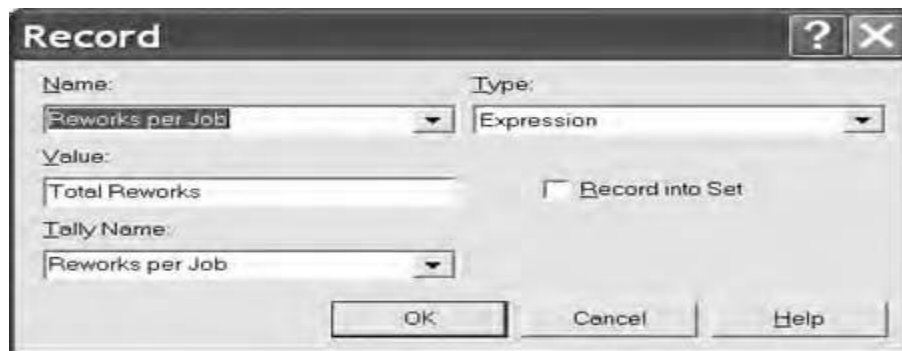 Record ? X
Name: Type:
Reworks per Job Expression
Value:
Total Reworks Record into Set
Tally Name:
Reworks per Job
OK Cancel Help